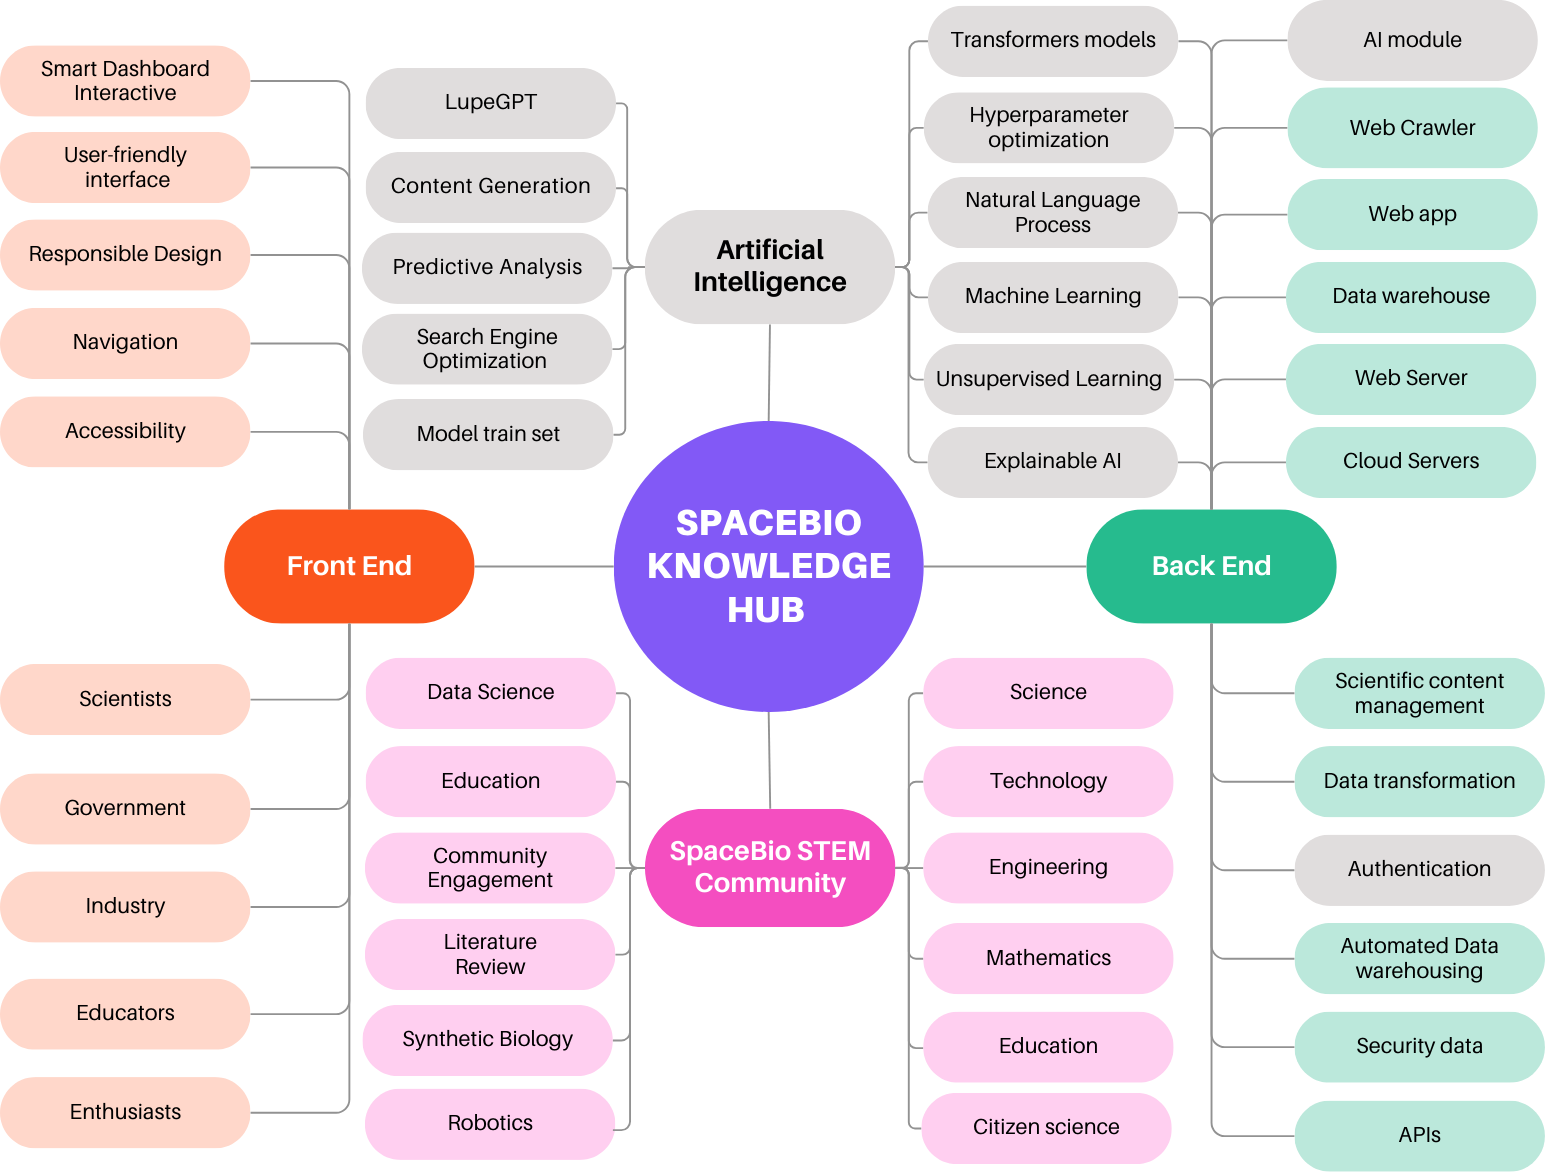 Smart Dashboard
Interactive
User-friendly
interface
Responsible Design
Navigation
Accessibility
LupeGPT
Content Generation
Predictive Analysis
Search Engine
Optimization
Model train set
Artificial
Intelligence
Transformers models
Hyperparameter
optimization
Natural Language
Process
Machine Learning
Unsupervised Learning
Explainable AI
AI module
Web Crawler
Web app
Data warehouse
Web Server
Cloud Servers
Front End
SPACEBIO
KNOWLEDGE
HUB
Back End
Scientists
Government
Industry
Educators
Enthusiasts
Data Science
Education
Community
Engagement
Literature
Review
Synthetic Biology
Robotics
SpaceBio STEM
Community
Science
Technology
Engineering
Mathematics
Education
Citizen science
Scientific content
management
Data transformation
Authentication
Automated Data
warehousing
Security data
APIs